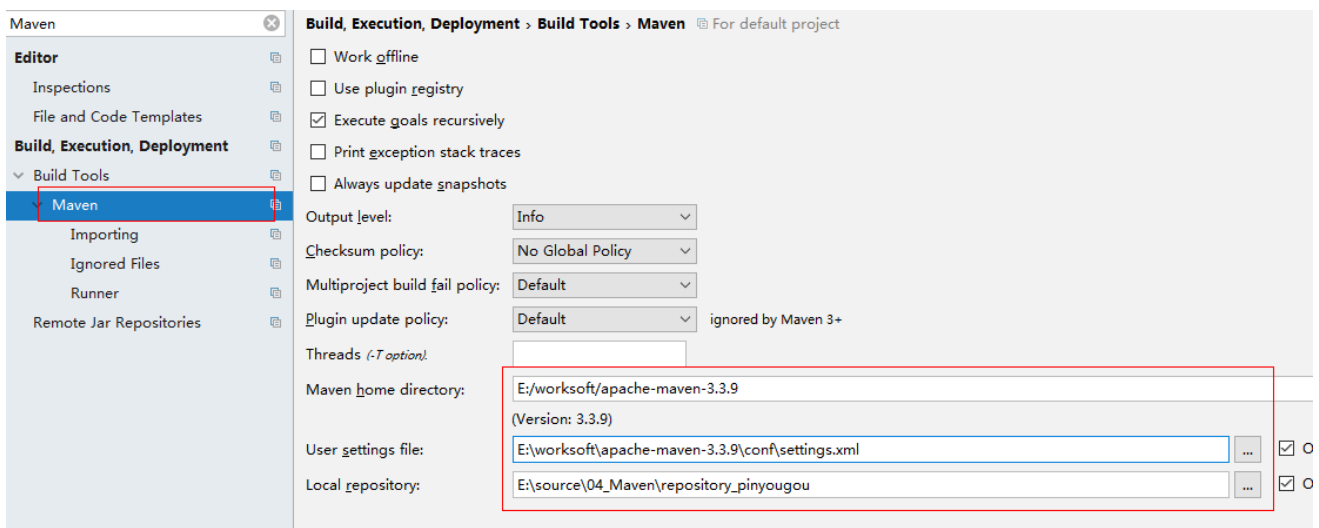 Maven
Editor
Inspections
File and Code Templates
Build, Execution, Deployment
Build Tools
Maven
Importing
Ignored Files
Runner
Remote Jar Repositories
Build, Execution, Deployment › Build Tools › Maven For default project
Work offline
Use plugin registry
Execute goals recursively
Print exception stack traces
Always update snapshots
Output level: Info
Checksum policy: No Global Policy
Multiproject build fail policy: Default
Plugin update policy: Default ignored by Maven 3+
Threads (-T option).
Maven home directory: E:/worksoft/apache-maven-3.3.9
(Version: 3.3.9)
User settings file: E:\worksoft\apache-maven-3.3.9\conf\settings.xml ... O
Local repository: E:\source\04_Maven\repository_pinyougou ... O